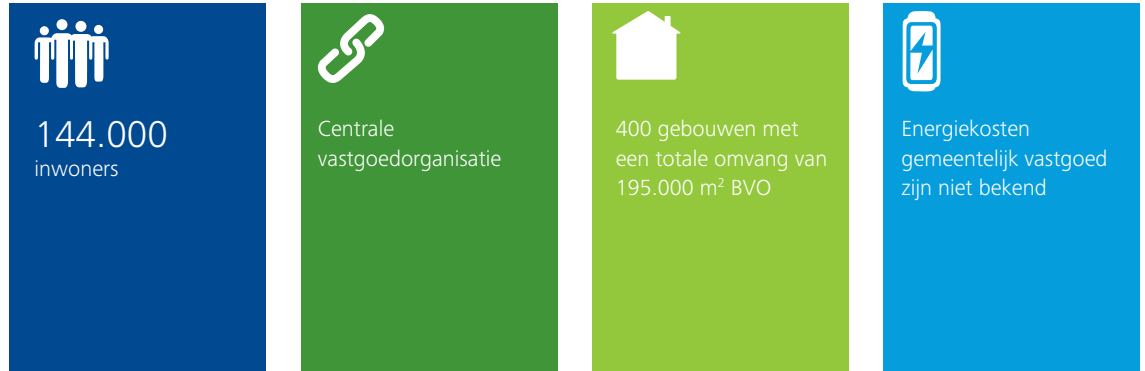 144.000
inwoners
Centrale
vastgoedorganisatie
400 gebouwen met
een totale omvang van
195.000 m² BVO
Energiekosten
gemeentelijk vastgoed
zijn niet bekend